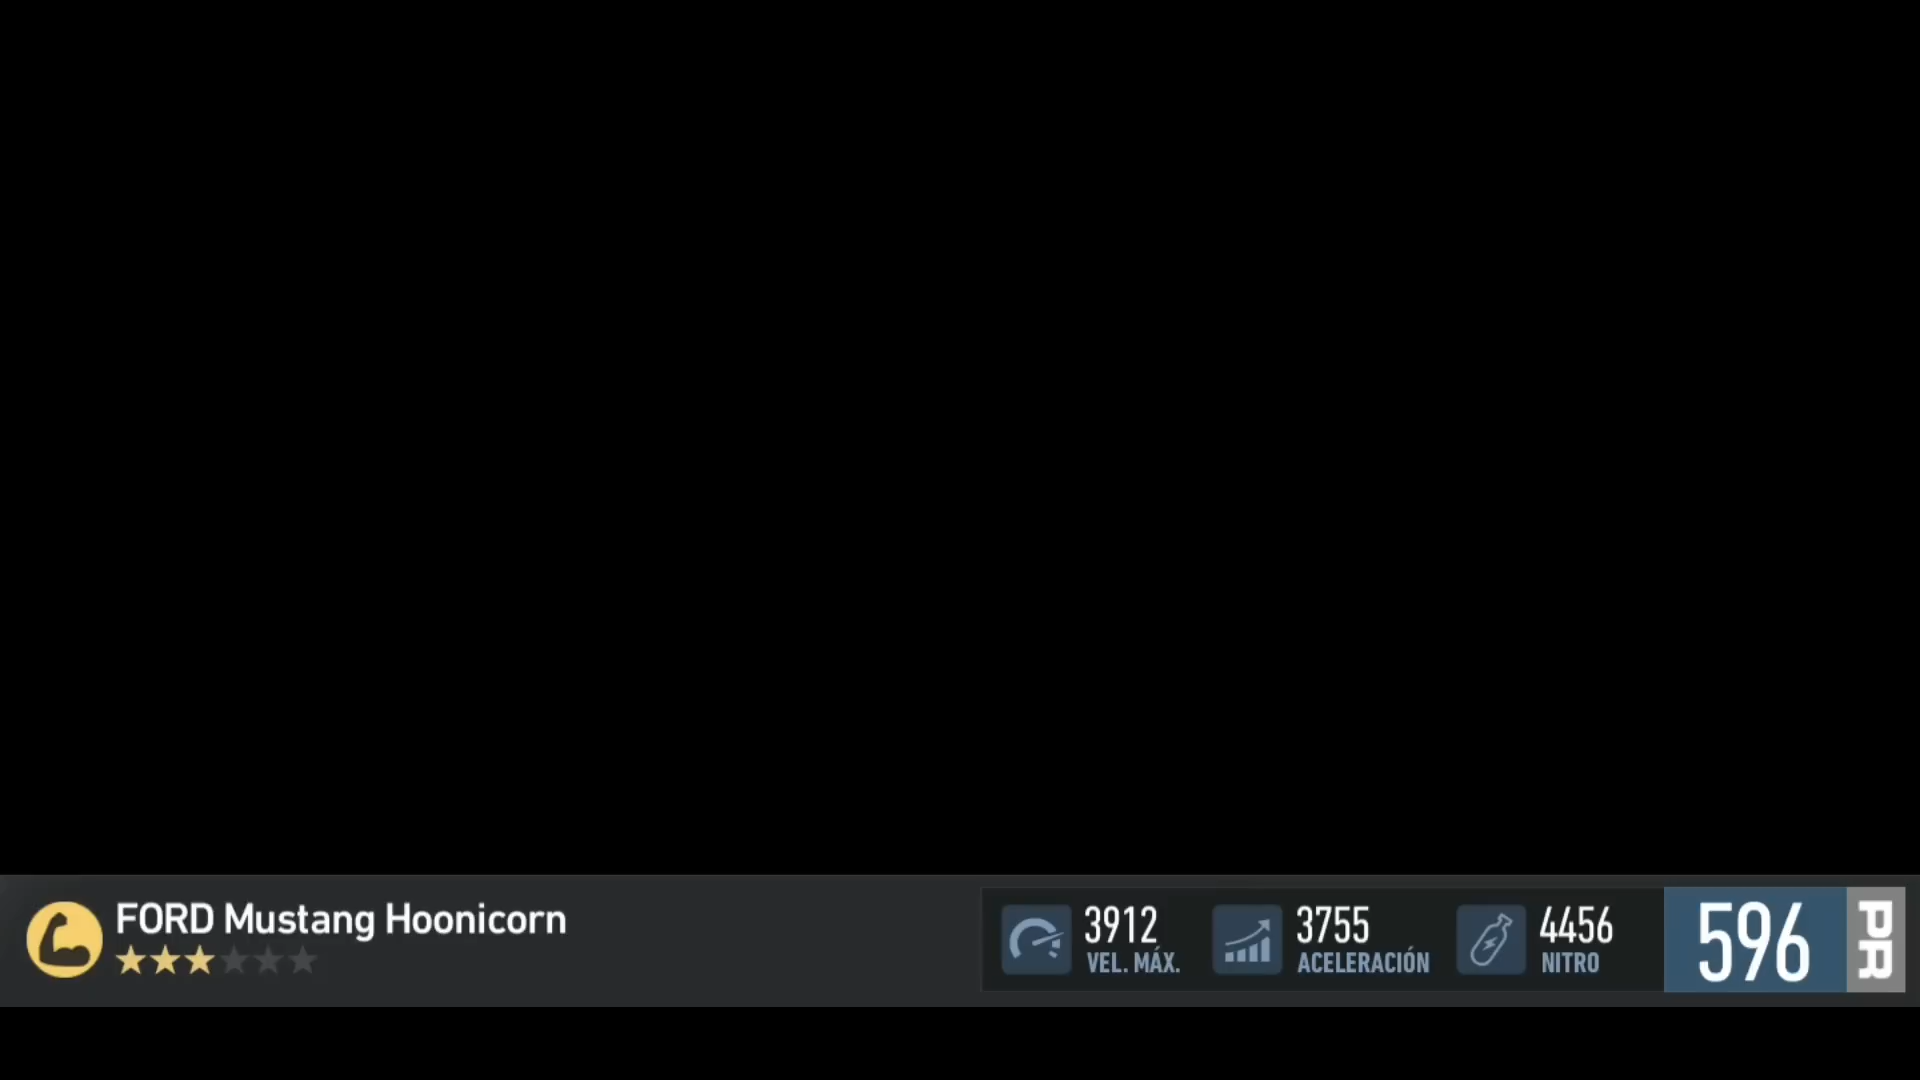 FORD Mustang Hoonicorn
3912
VEL. MÁX.
3755
ACELERACIÓN
4456
NITRO
596
PR